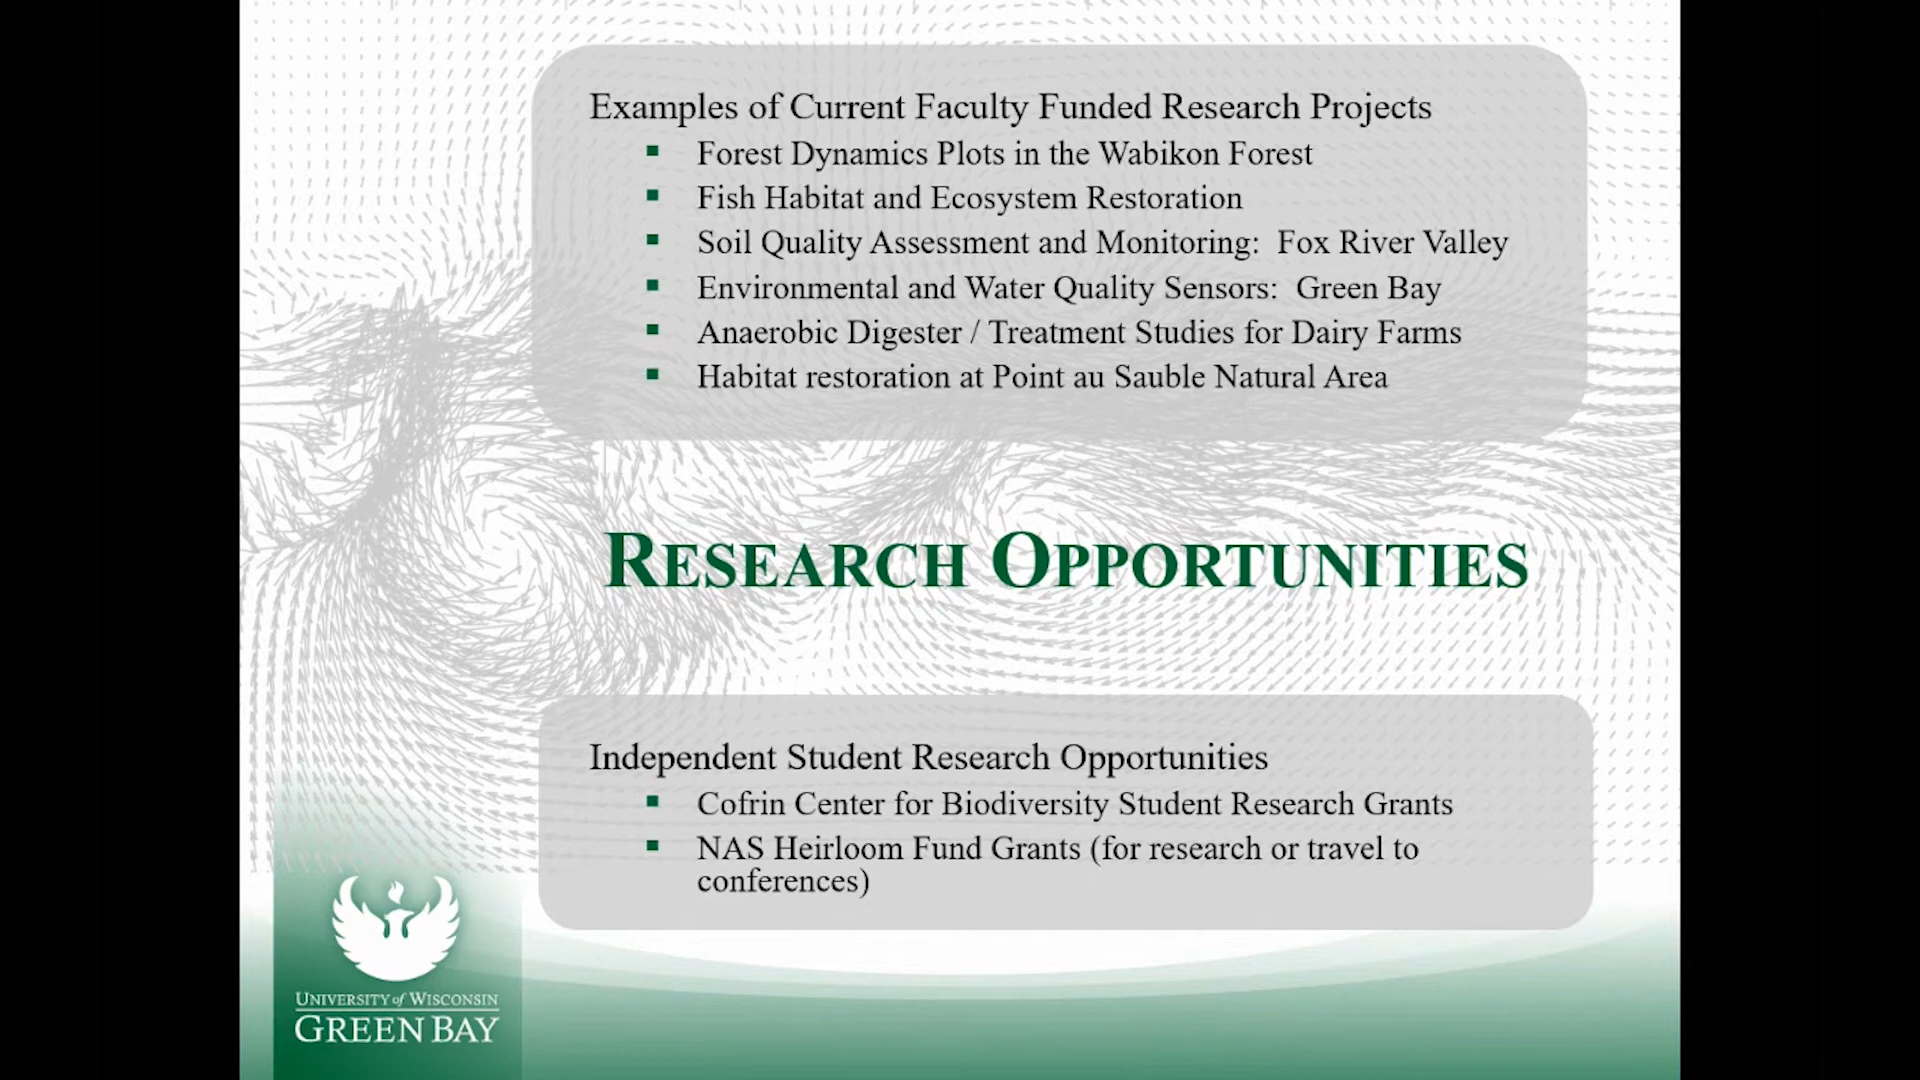 Examples of Current Faculty Funded Research Projects
Forest Dynamics Plots in the Wabikon Forest
Fish Habitat and Ecosystem Restoration
Soil Quality Assessment and Monitoring: Fox River Valley
Environmental and Water Quality Sensors: Green Bay
Anaerobic Digester / Treatment Studies for Dairy Farms
Habitat restoration at Point au Sauble Natural Area
RESEARCH OPPORTUNITIES
Independent Student Research Opportunities
Cofrin Center for Biodiversity Student Research Grants
NAS Heirloom Fund Grants (for research or travel to
conferences)
UNIVERSITY of WISCONSIN
GREEN BAY